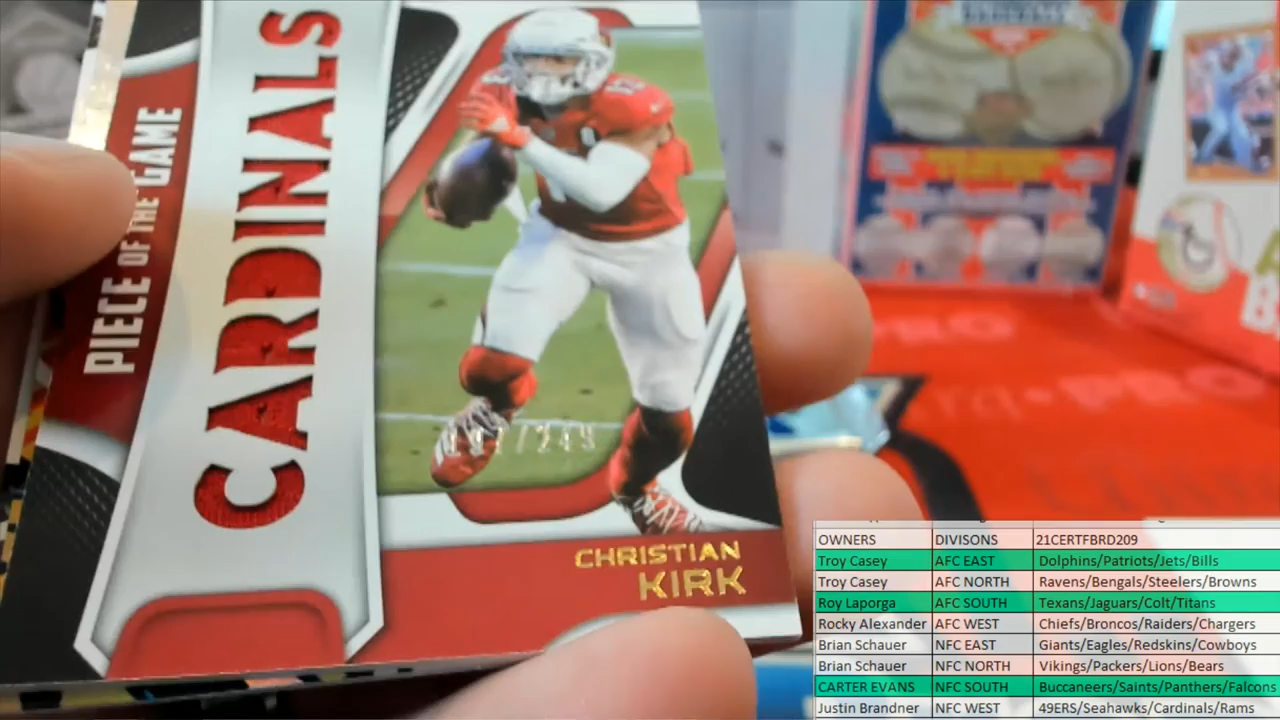 PIECE OF THE GAME
CARDINALS
CHRISTIAN
KIRK
OWNERS DIVISONS 21CERTFBRD209
Troy Casey AFC EAST Dolphins/Patriots/Jets/Bills
Troy Casey AFC NORTH Ravens/Bengals/Steelers/Browns
Roy Laporga AFC SOUTH Texans/Jaguars/Colt/Titans
Rocky Alexander AFC WEST Chiefs/Broncos/Raiders/Chargers
Brian Schauer NFC EAST Giants/Eagles/Redskins/Cowboys
Brian Schauer NFC NORTH Vikings/Packers/Lions/Bears
CARTER EVANS NFC SOUTH Buccaneers/Saints/Panthers/Falcons
Justin Brandner NFC WEST 49ERS/Seahawks/Cardinals/Rams